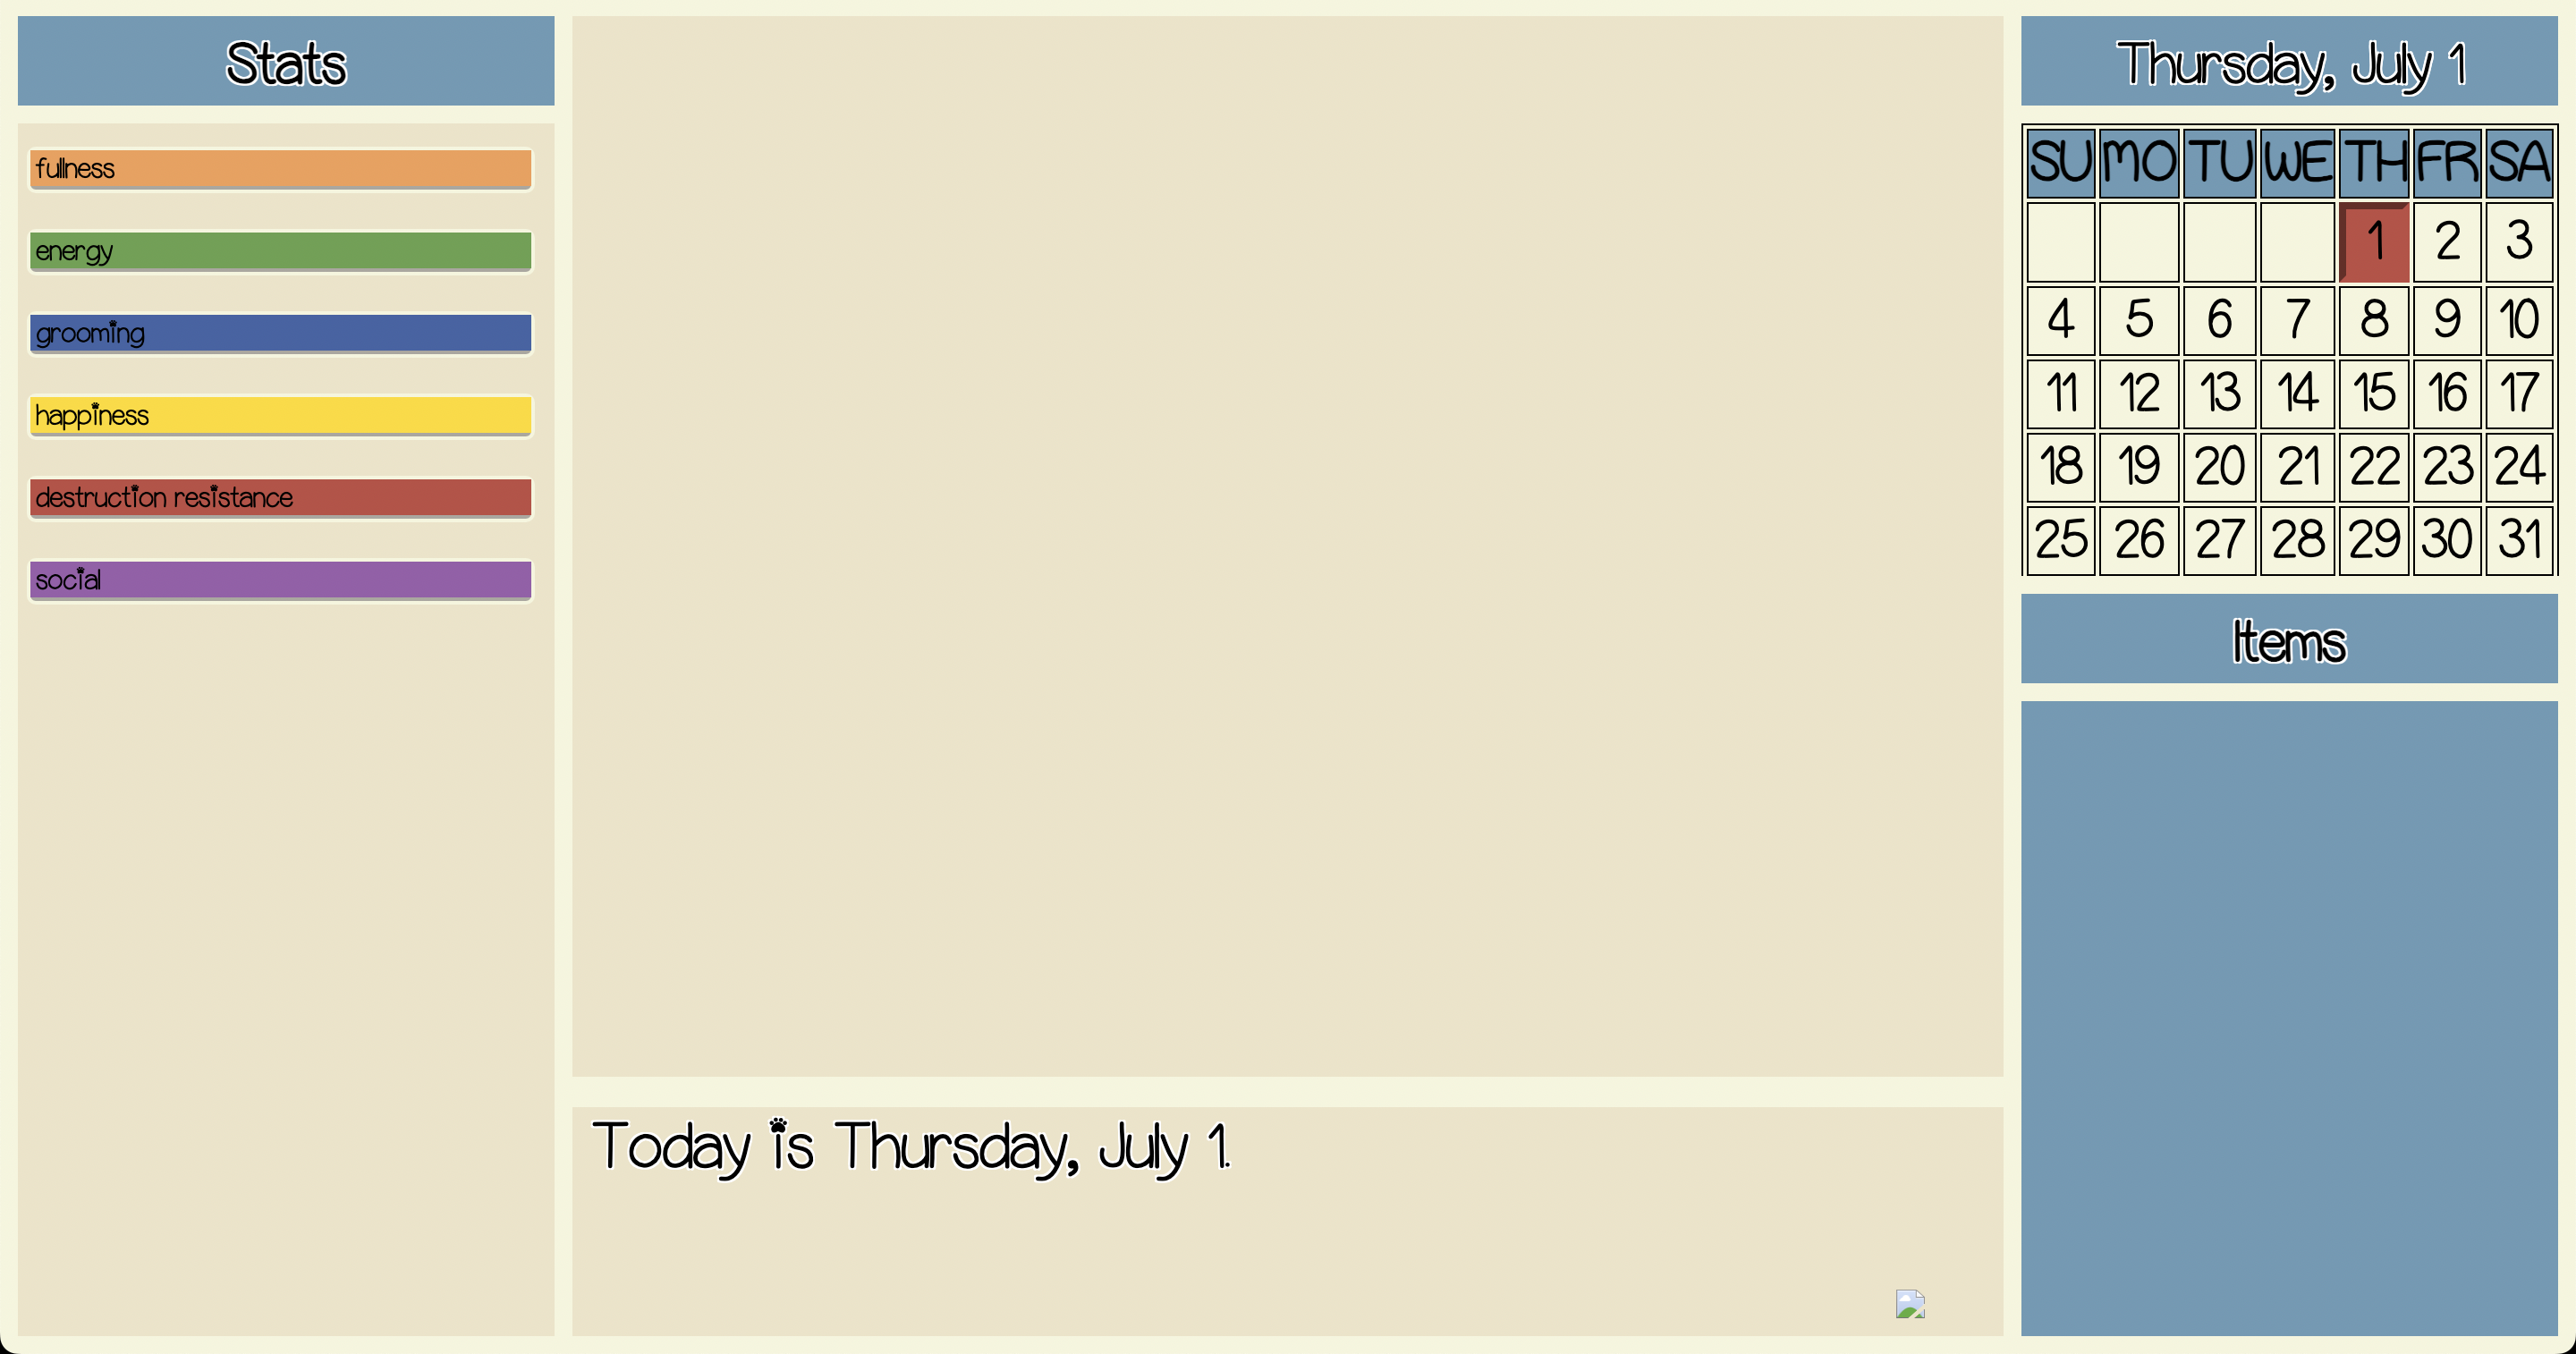 Stats
fullness
energy
grooming
happiness
destruction resistance
social
Today is Thursday, July 1.
Thursday, July 1
SU MO TU WE TH FR SA
1 2 3
4 5 6 7 8 9 10
11 12 13 14 15 16 17
18 19 20 21 22 23 24
25 26 27 28 29 30 31
Items